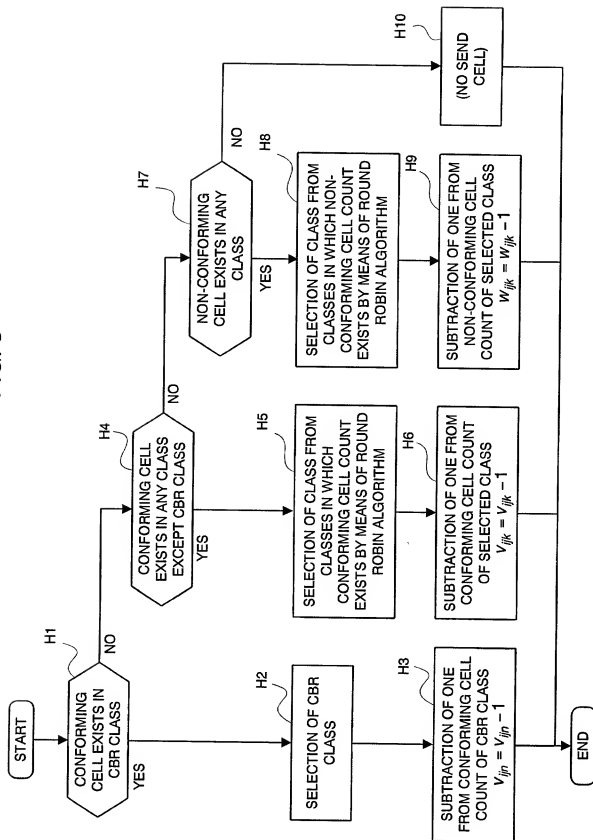 START
H1
CONFORMING
CELL EXISTS IN
CBR CLASS
NO
YES
H2
SELECTION OF CBR
CLASS
H3
SUBTRACTION OF ONE
FROM CONFORMING CELL
COUNT OF CBR CLASS
Vijn = Vijn − 1
END
H4
CONFORMING CELL
EXISTS IN ANY CLASS
EXCEPT CBR CLASS
NO
YES
H5
SELECTION OF CLASS FROM
CLASSES IN WHICH
CONFORMING CELL COUNT
EXISTS BY MEANS OF ROUND
ROBIN ALGORITHM
H6
SUBTRACTION OF ONE FROM
CONFORMING CELL COUNT
OF SELECTED CLASS
Vijk = Vijk − 1
H7
NON-CONFORMING
CELL EXISTS IN ANY
CLASS
NO
YES
H8
SELECTION OF CLASS FROM
CLASSES IN WHICH NON-
CONFORMING CELL COUNT
EXISTS BY MEANS OF ROUND
ROBIN ALGORITHM
H9
SUBTRACTION OF ONE FROM
NON-CONFORMING CELL
COUNT OF SELECTED CLASS
Wijk = Wijk − 1
H10
(NO SEND
CELL)